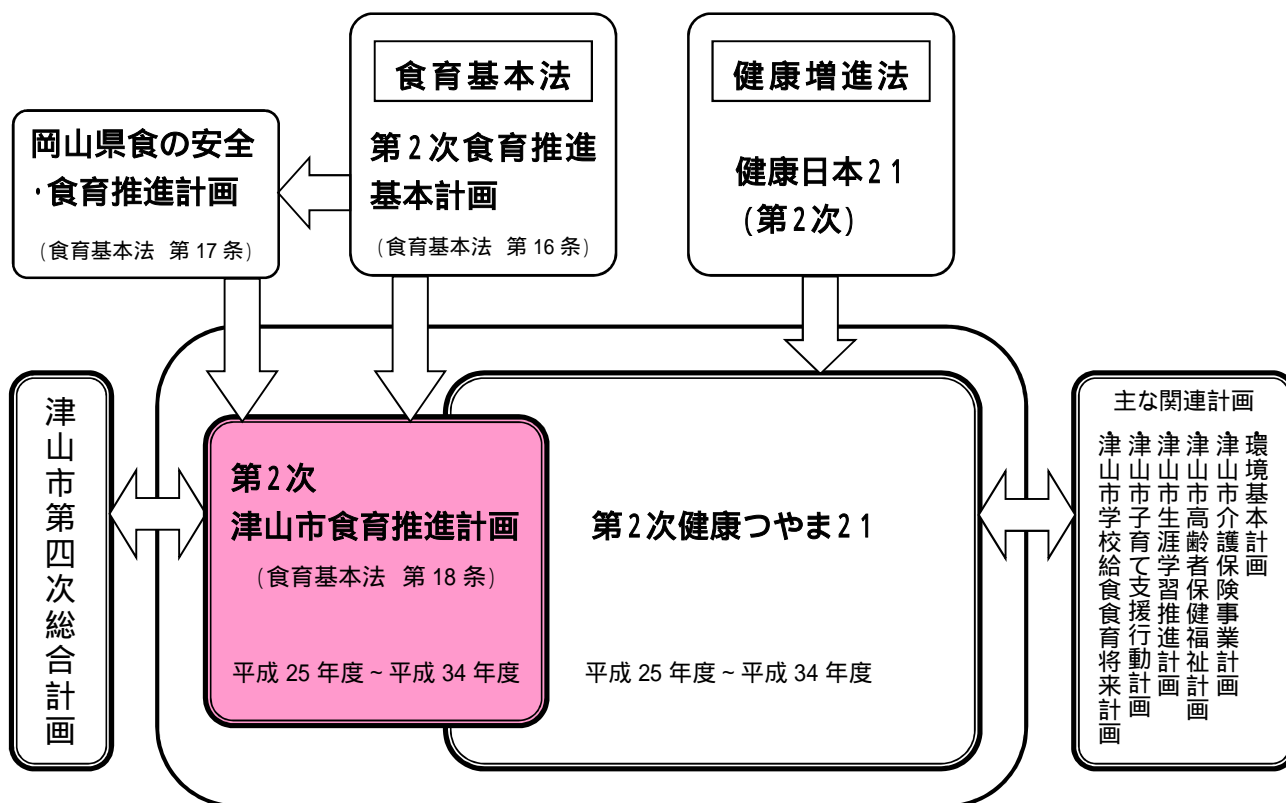 食育基本法
第2次食育推進
基本計画
(食育基本法 第16条)
健康増進法
健康日本21
(第2次)
岡山県食の安全
・食育推進計画
(食育基本法 第17条)
津山市第四次総合計画
第2次
津山市食育推進計画
(食育基本法 第18条)
平成25年度~平成34年度
第2次健康つやま21
平成25年度~平成34年度
主な関連計画
環境基本計画
津山市介護保険事業計画
津山市高齢者保健福祉計画
津山市生涯学習推進計画
津山市子育て支援行動計画
津山市学校給食食育将来計画